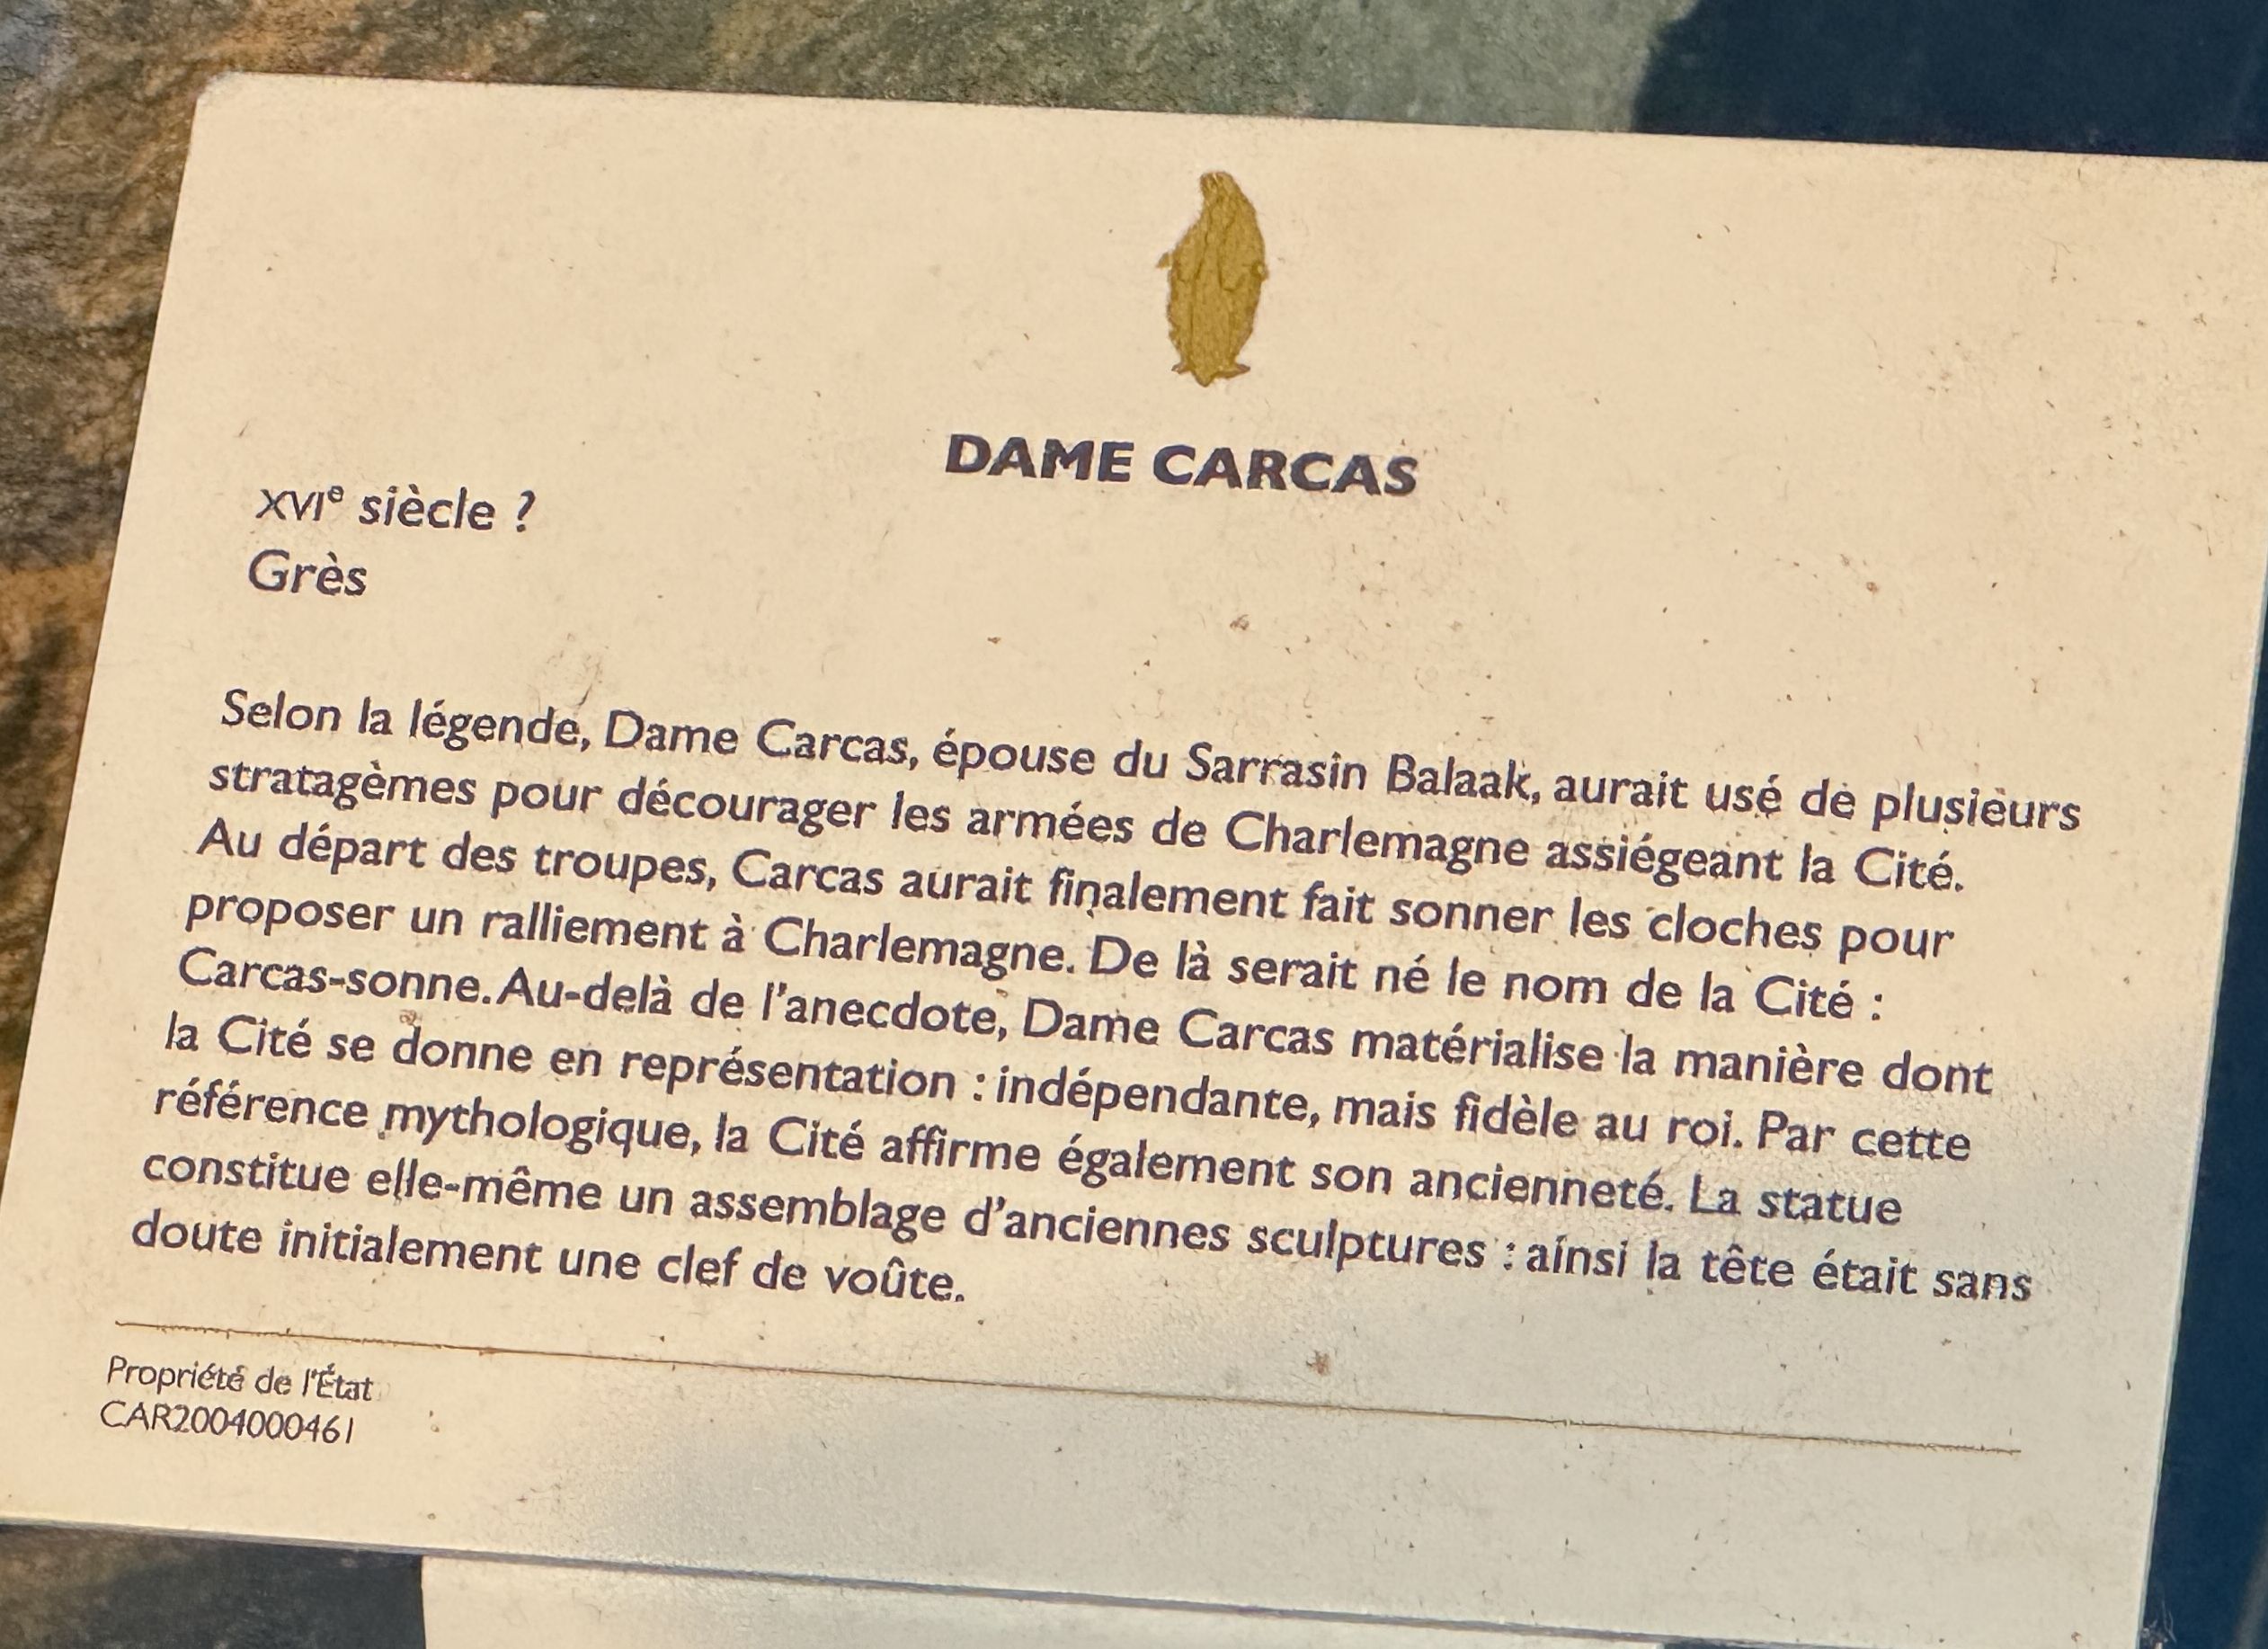 DAME CARCAS
XVIe siècle ?
Grès
Selon la légende, Dame Carcas, épouse du Sarrasin Balaak, aurait usé de plusieurs
stratagèmes pour décourager les armées de Charlemagne assiégeant la Cité.
Au départ des troupes, Carcas aurait finalement fait sonner les cloches pour
proposer un ralliement à Charlemagne. De là serait né le nom de la Cité :
Carcas-sonne. Au-delà de l'anecdote, Dame Carcas matérialise la manière dont
la Cité se donne en représentation : indépendante, mais fidèle au roi. Par cette
référence mythologique, la Cité affirme également son ancienneté. La statue
constitue elle-même un assemblage d'anciennes sculptures : ainsi la tête était sans
doute initialement une clef de voûte.
Propriété de l'État
CAR2004000461